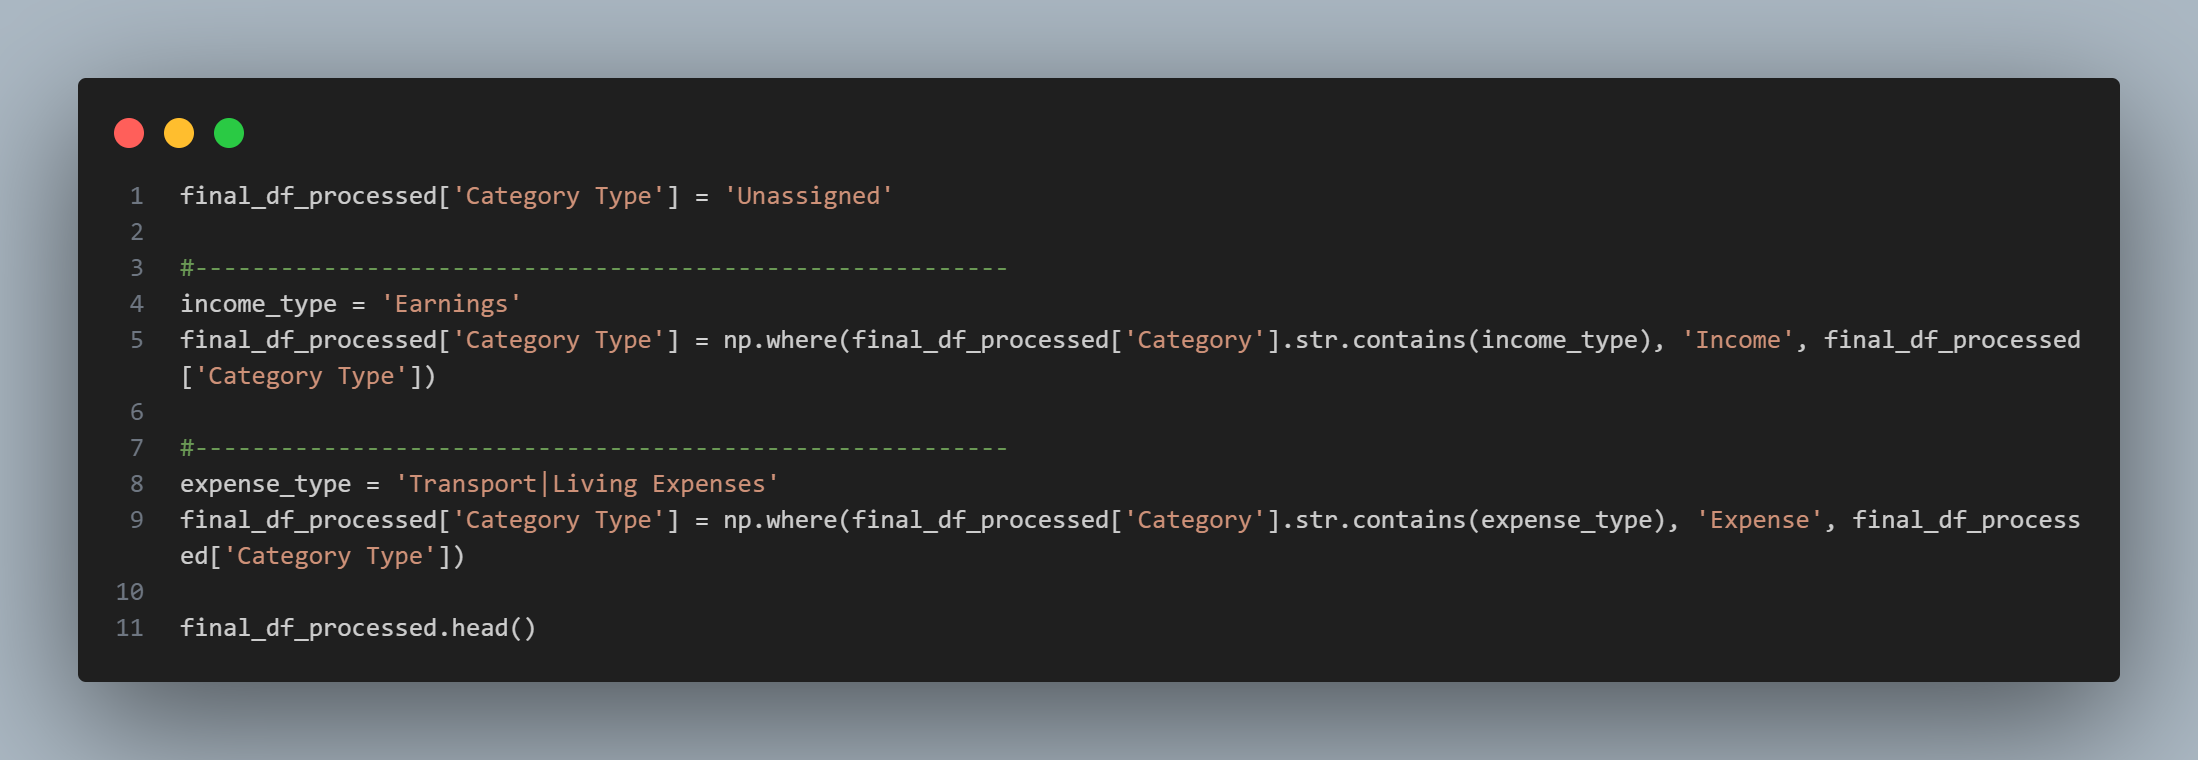 1 final_df_processed['Category Type'] = 'Unassigned'
2
3 #---------------------------------------------------------
4 income_type = 'Earnings'
5 final_df_processed['Category Type'] = np.where(final_df_processed['Category'].str.contains(income_type), 'Income', final_df_processed
['Category Type'])
6
7 #---------------------------------------------------------
8 expense_type = 'Transport|Living Expenses'
9 final_df_processed['Category Type'] = np.where(final_df_processed['Category'].str.contains(expense_type), 'Expense', final_df_process
ed['Category Type'])
10
11 final_df_processed.head()